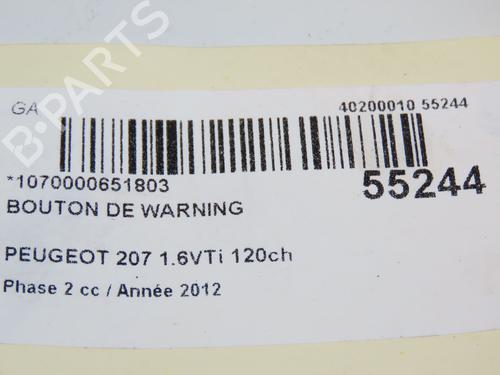 GA
40200010 55244
*1070000651803
55244
BOUTON DE WARNING
PEUGEOT 207 1.6VTi 120ch
Phase 2 cc / Année 2012
B-PARTS